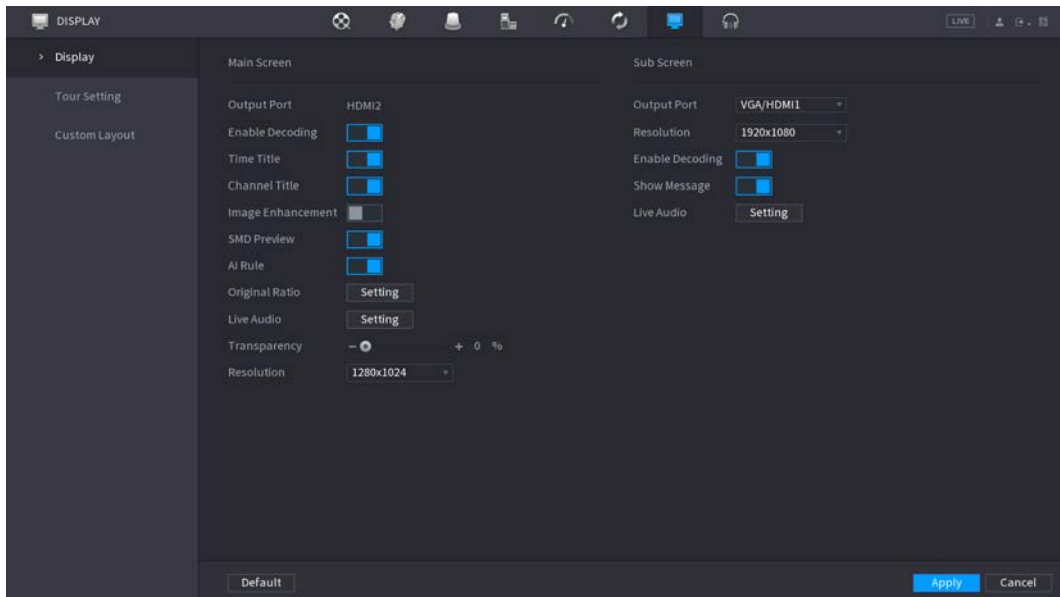 DISPLAY
LIVE
Display
Tour Setting
Custom Layout
Main Screen
Output Port HDMI2
Enable Decoding
Time Title
Channel Title
Image Enhancement
SMD Preview
AI Rule
Original Ratio Setting
Live Audio Setting
Transparency − + 0 %
Resolution 1280x1024
Sub Screen
Output Port VGA/HDMI1
Resolution 1920x1080
Enable Decoding
Show Message
Live Audio Setting
Default
Apply
Cancel